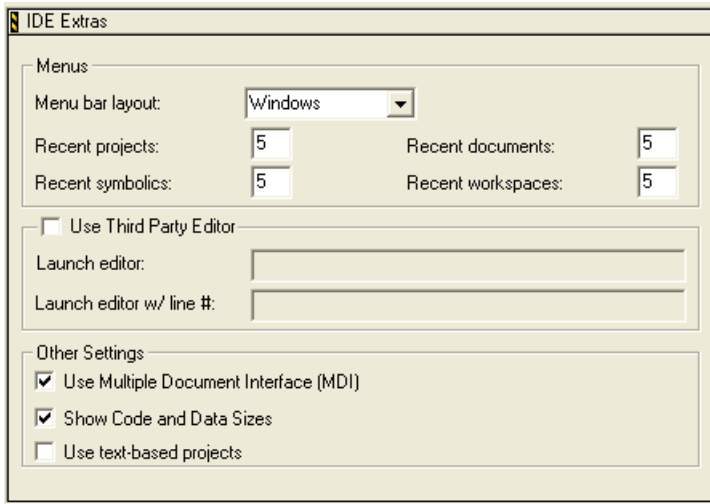 IDE Extras
Menus
Menu bar layout: Windows
Recent projects: 5 Recent documents: 5
Recent symbolics: 5 Recent workspaces: 5
Use Third Party Editor
Launch editor:
Launch editor w/ line #:
Other Settings
Use Multiple Document Interface (MDI)
Show Code and Data Sizes
Use text-based projects